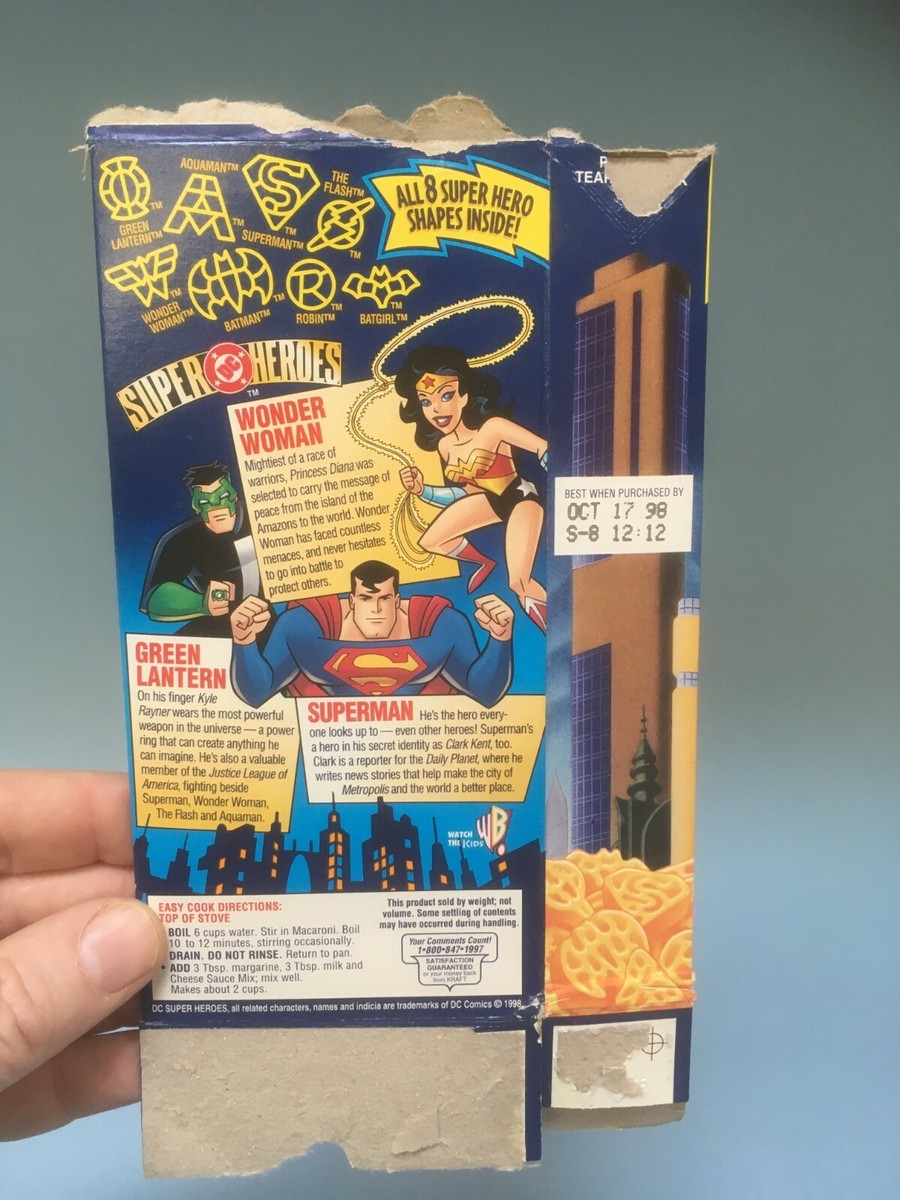 AQUAMAN™
THE
FLASH™
™
GREEN
LANTERN™
™
™
SUPERMAN™
™
ALL 8 SUPER HERO
SHAPES INSIDE!
™
WONDER
WOMAN™
™
BATMAN™
R
™
ROBIN™
™
BATGIRL™
SUPER DC HEROES
™
WONDER
WOMAN
Mightiest of a race of
warriors, Princess Diana was
selected to carry the message of
peace from the island of the
Amazons to the world. Wonder
Woman has faced countless
menaces, and never hesitates
to go into battle to
protect others.
GREEN
LANTERN
On his finger Kyle
Rayner wears the most powerful
weapon in the universe — a power
ring that can create anything he
can imagine. He's also a valuable
member of the Justice League of
America, fighting beside
Superman, Wonder Woman,
The Flash and Aquaman.
SUPERMAN He's the hero every-
one looks up to — even other heroes! Superman's
a hero in his secret identity as Clark Kent, too.
Clark is a reporter for the Daily Planet, where he
writes news stories that help make the city of
Metropolis and the world a better place.
WATCH
THE KIDS WB!
EASY COOK DIRECTIONS:
TOP OF STOVE
BOIL 6 cups water. Stir in Macaroni. Boil
10 to 12 minutes, stirring occasionally.
DRAIN. DO NOT RINSE. Return to pan.
• ADD 3 Tbsp. margarine, 3 Tbsp. milk and
Cheese Sauce Mix; mix well.
Makes about 2 cups.
This product sold by weight; not
volume. Some settling of contents
may have occurred during handling.
Your Comments Count!
1•800•847•1997
SATISFACTION
GUARANTEED
or your money back
from KRAFT
DC SUPER HEROES, all related characters, names and indicia are trademarks of DC Comics © 1998.
BEST WHEN PURCHASED BY
OCT 17 98
S-8 12:12